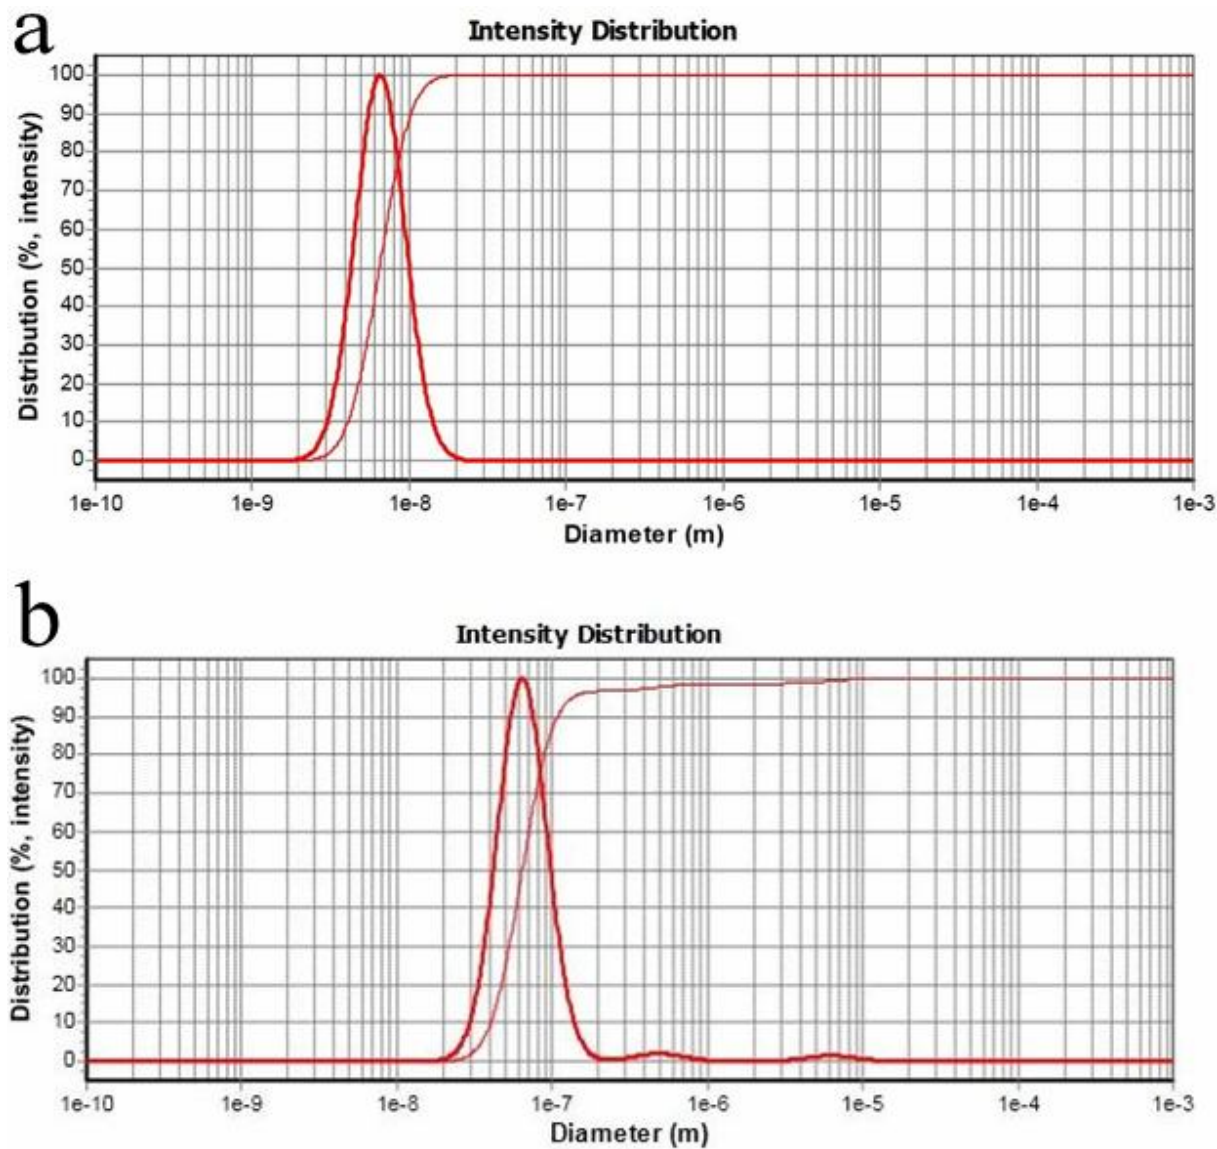 a
Intensity Distribution
Distribution (%, intensity)
100
90
80
70
60
50
40
30
20
10
0
1e-10 1e-9 1e-8 1e-7 1e-6 1e-5 1e-4 1e-3
Diameter (m)
b
Intensity Distribution
Distribution (%, intensity)
100
90
80
70
60
50
40
30
20
10
0
1e-10 1e-9 1e-8 1e-7 1e-6 1e-5 1e-4 1e-3
Diameter (m)